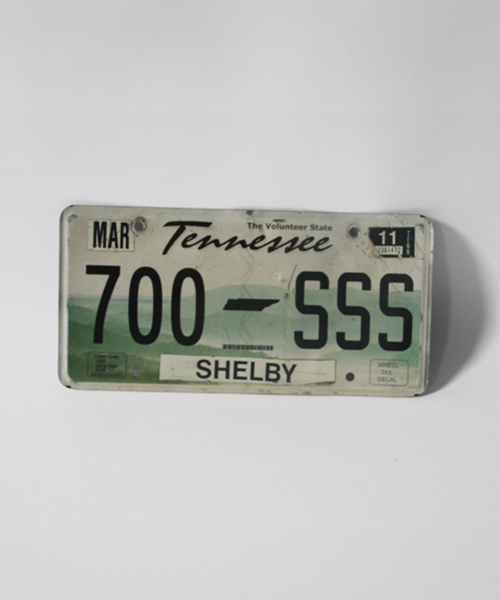 The Volunteer State
MAR Tennessee 11
700 SSS
SHELBY
WHEEL
TAX
DECAL